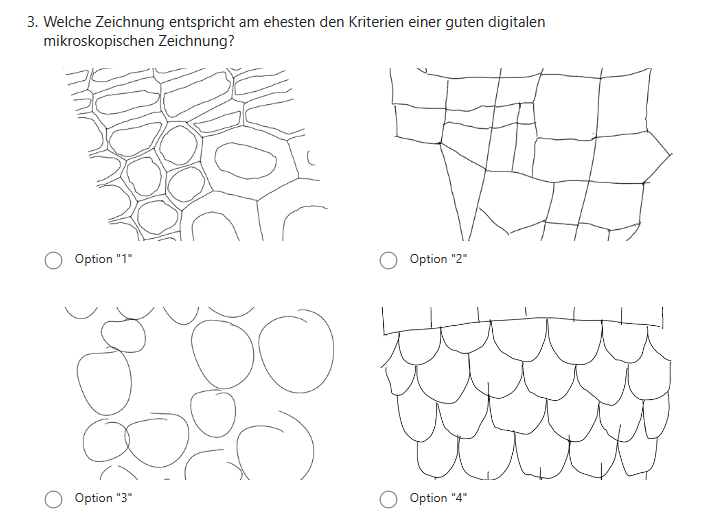 3. Welche Zeichnung entspricht am ehesten den Kriterien einer guten digitalen
mikroskopischen Zeichnung?
Option "1"
Option "2"
Option "3"
Option "4"